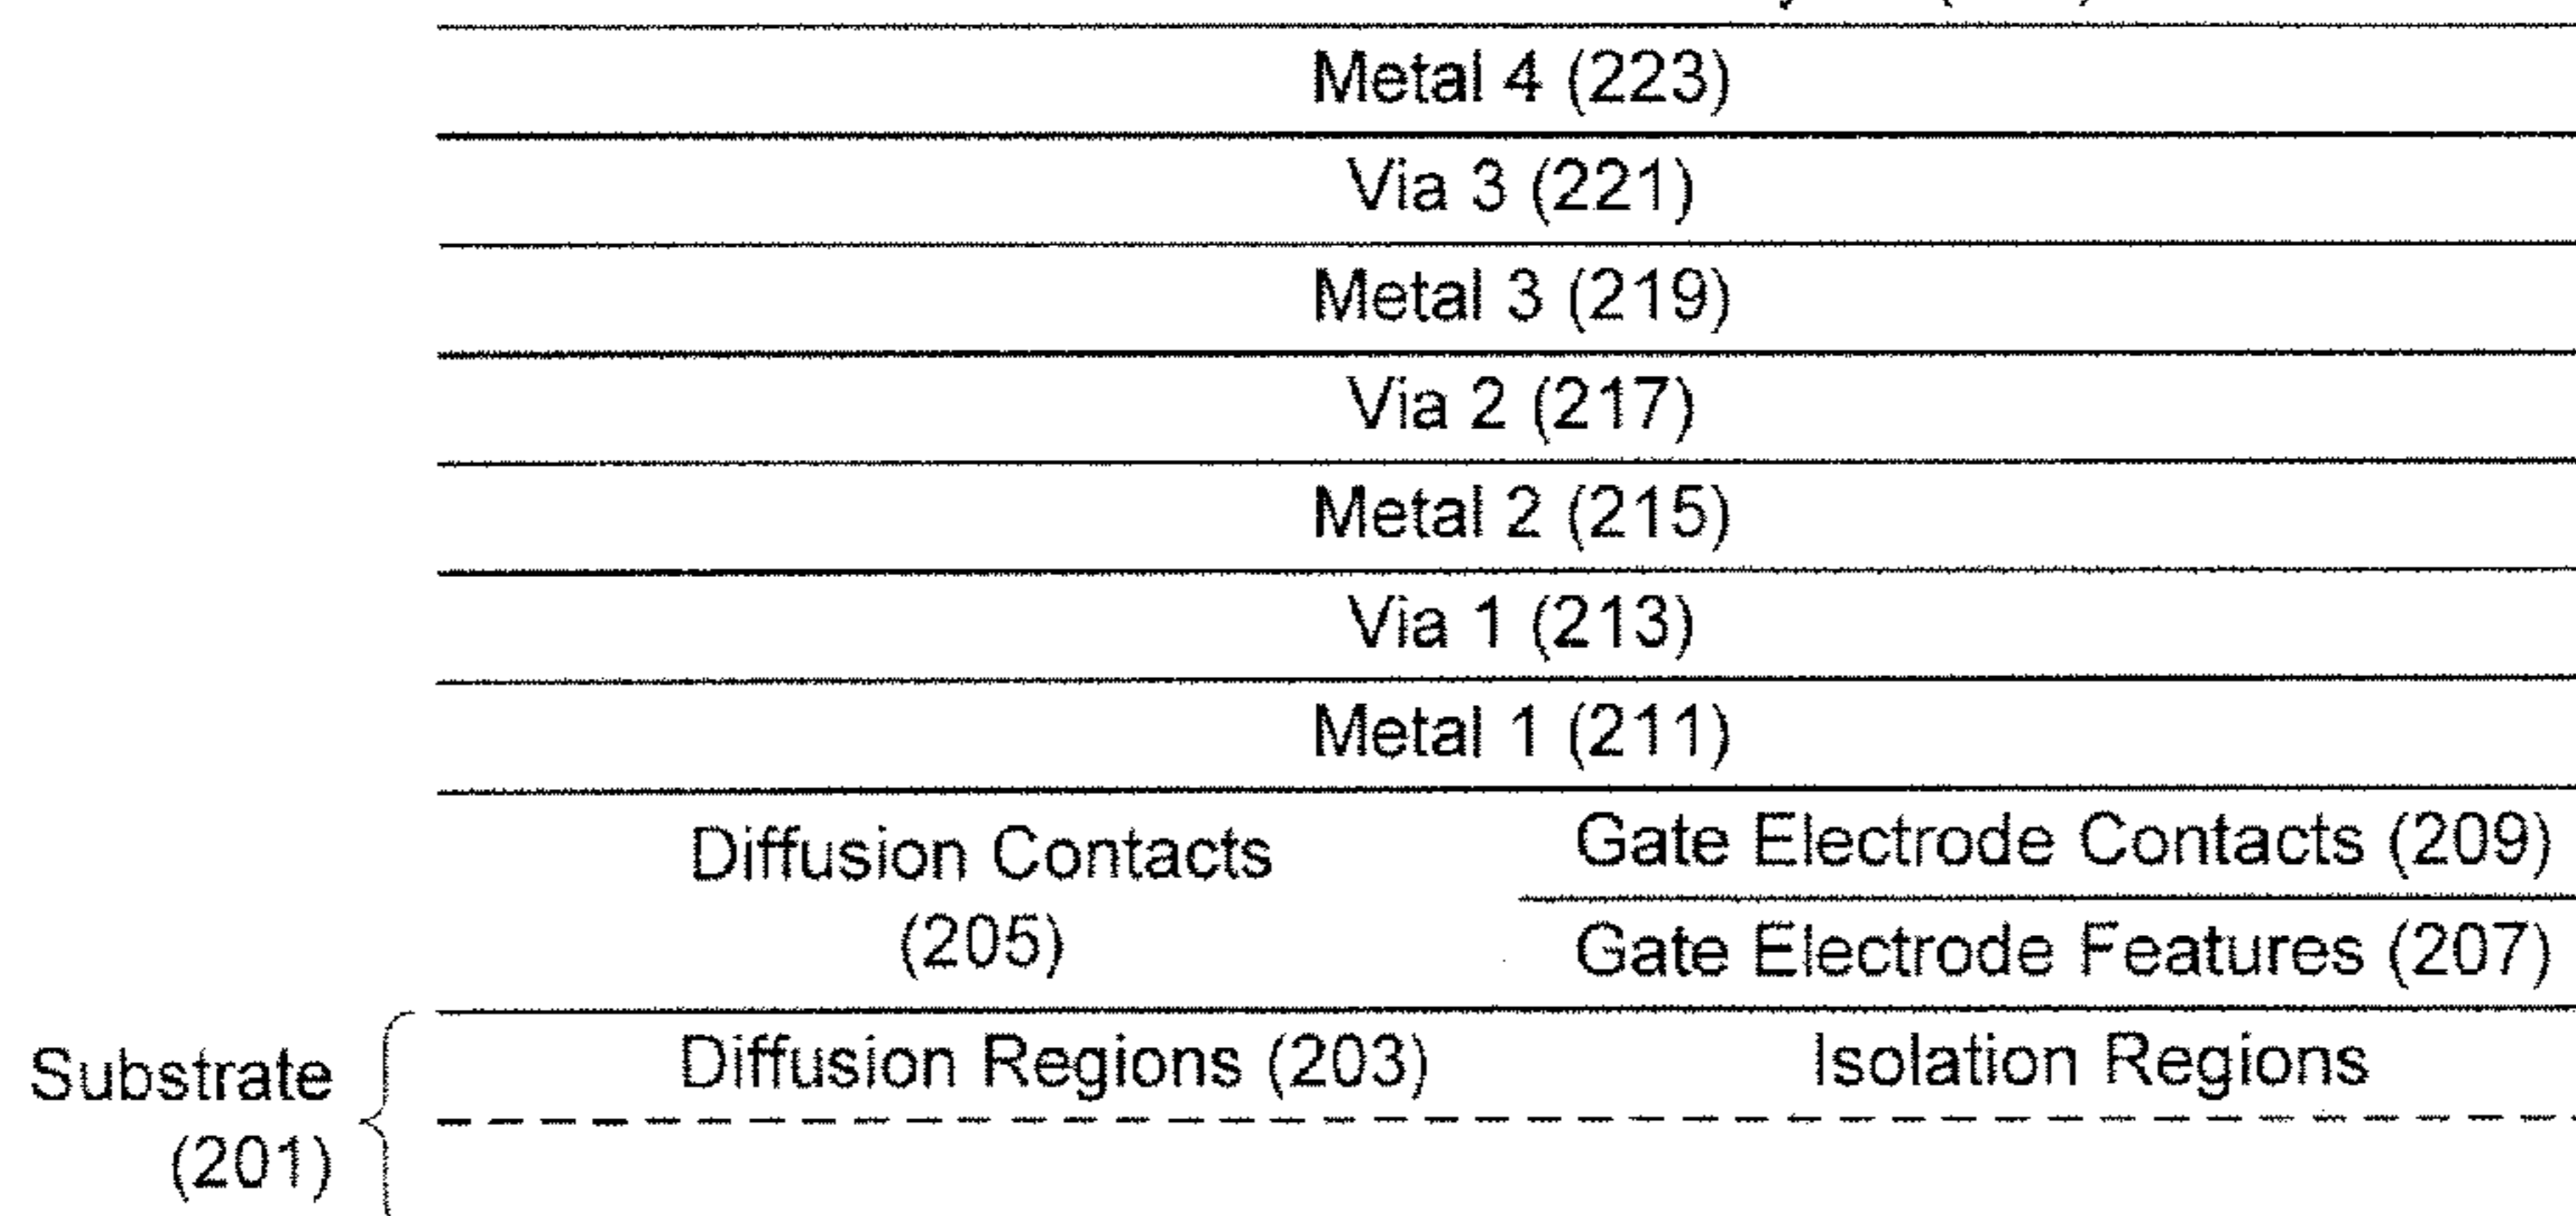 Metal 4 (223)
Via 3 (221)
Metal 3 (219)
Via 2 (217)
Metal 2 (215)
Via 1 (213)
Metal 1 (211)
Diffusion Contacts
(205)
Gate Electrode Contacts (209)
Gate Electrode Features (207)
Substrate
(201)
Diffusion Regions (203)
Isolation Regions